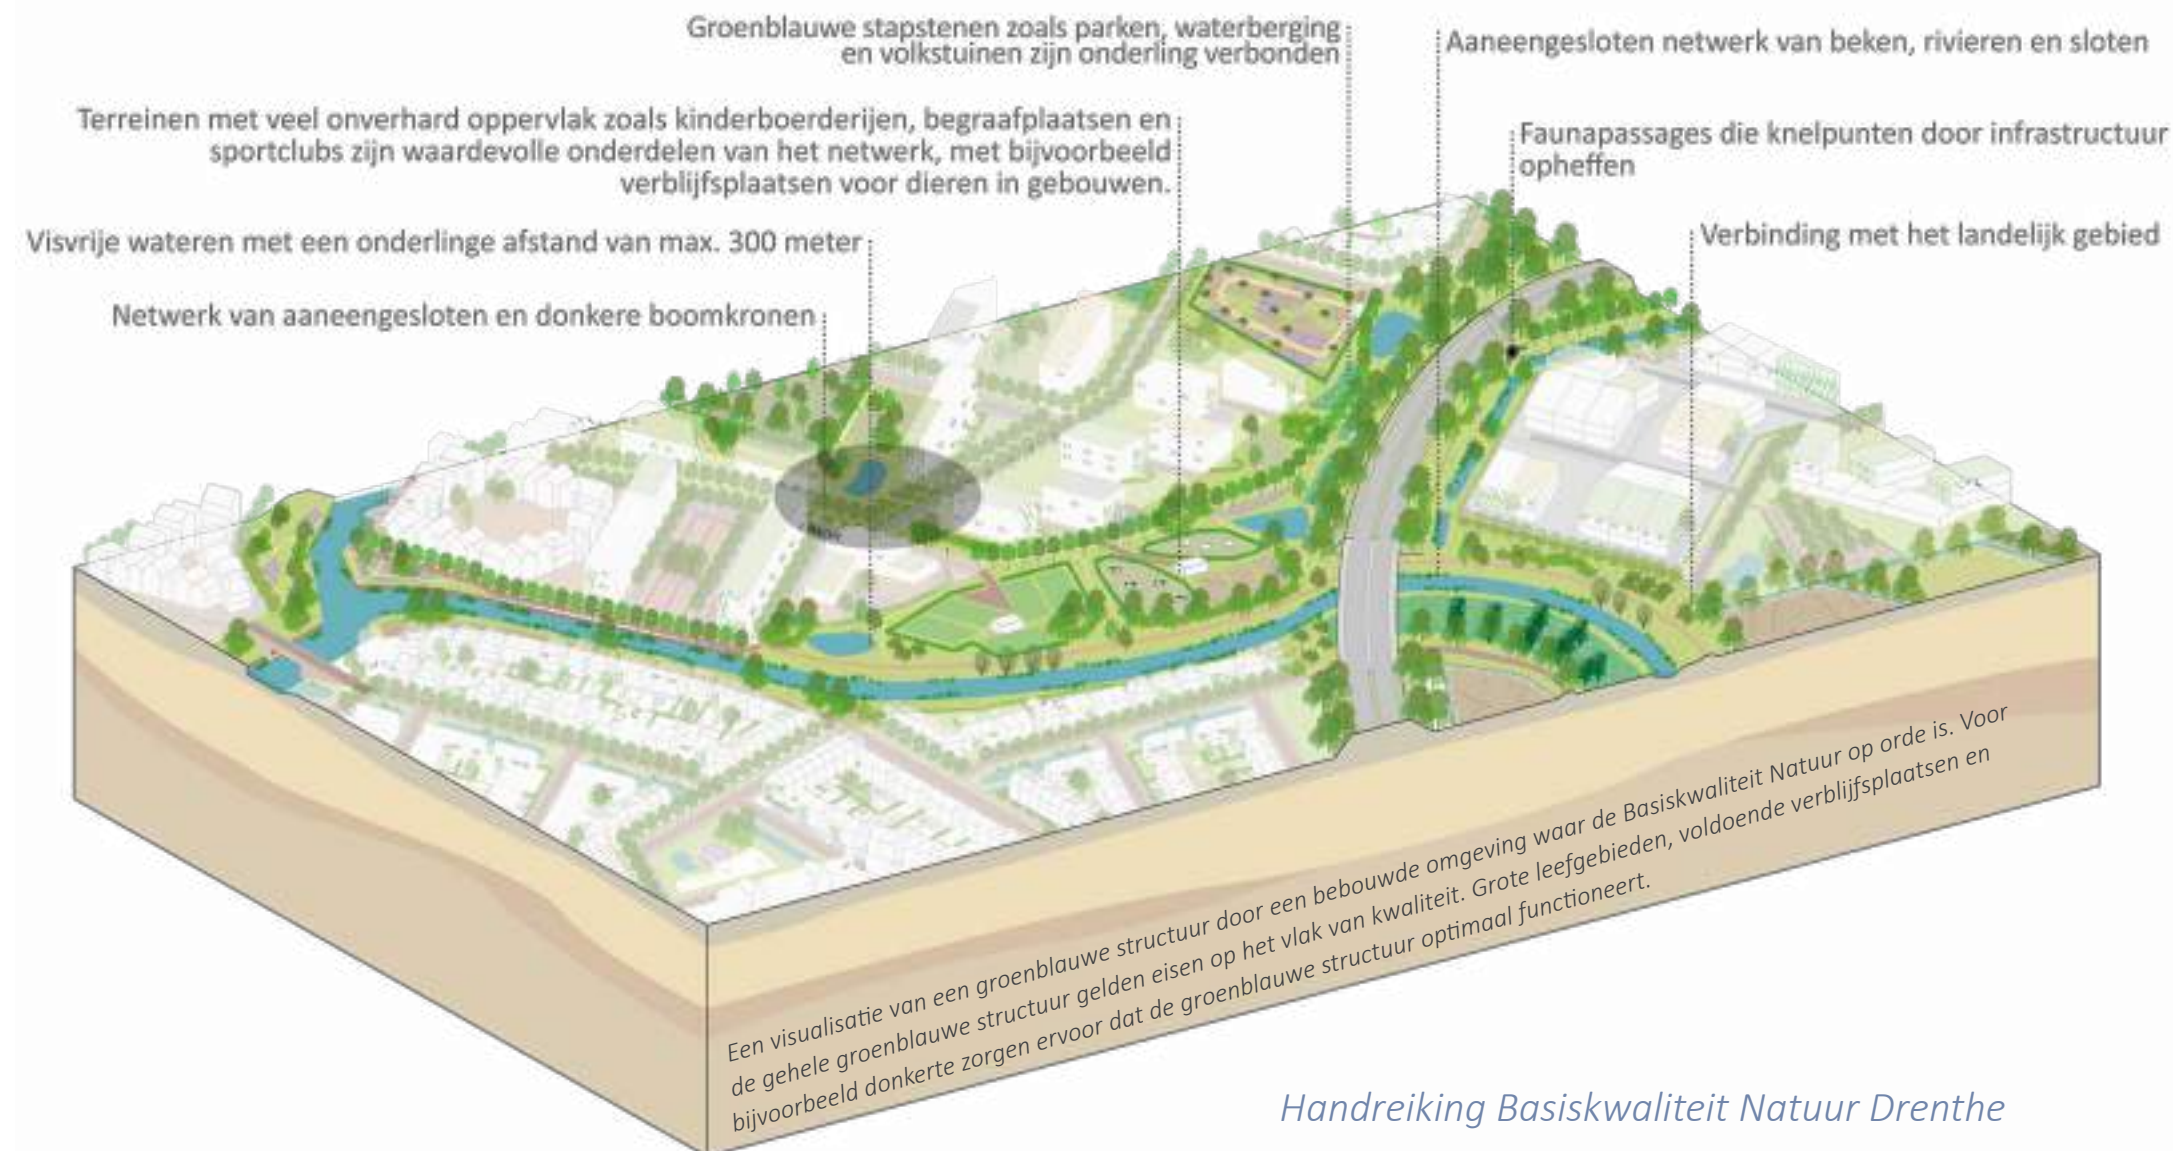 Groenblauwe stapstenen zoals parken, waterberging
en volkstuinen zijn onderling verbonden
Aaneengesloten netwerk van beken, rivieren en sloten
Terreinen met veel onverhard oppervlak zoals kinderboerderijen, begraafplaatsen en
sportclubs zijn waardevolle onderdelen van het netwerk, met bijvoorbeeld
verblijfsplaatsen voor dieren in gebouwen.
Faunapassages die knelpunten door infrastructuur
opheffen
Visvrije wateren met een onderlinge afstand van max. 300 meter
Verbinding met het landelijk gebied
Netwerk van aaneengesloten en donkere boomkronen
Een visualisatie van een groenblauwe structuur door een bebouwde omgeving waar de Basiskwaliteit Natuur op orde is. Voor
de gehele groenblauwe structuur gelden eisen op het vlak van kwaliteit. Grote leefgebieden, voldoende verblijfsplaatsen en
bijvoorbeeld donkerte zorgen ervoor dat de groenblauwe structuur optimaal functioneert.
Handreiking Basiskwaliteit Natuur Drenthe